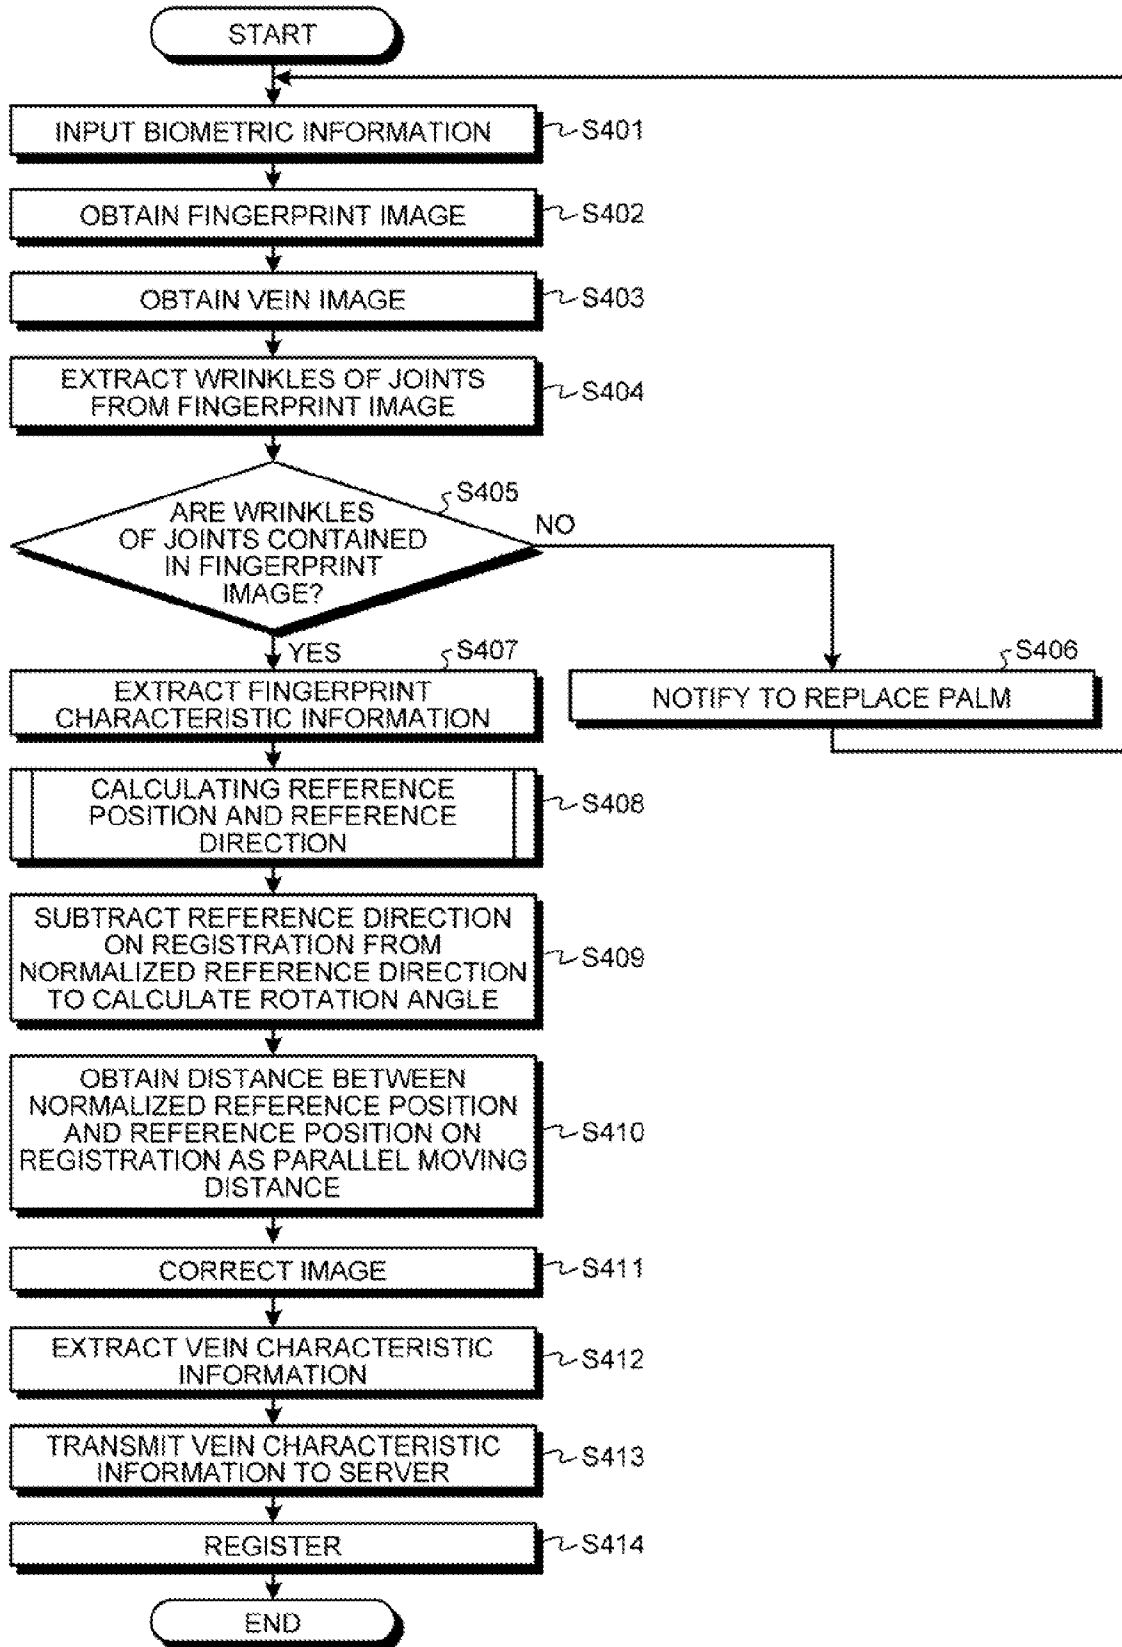 START
INPUT BIOMETRIC INFORMATION
S401
OBTAIN FINGERPRINT IMAGE
S402
OBTAIN VEIN IMAGE
S403
EXTRACT WRINKLES OF JOINTS
FROM FINGERPRINT IMAGE
S404
S405
ARE WRINKLES
OF JOINTS CONTAINED
IN FINGERPRINT
IMAGE?
NO
YES
S407
EXTRACT FINGERPRINT
CHARACTERISTIC INFORMATION
S406
NOTIFY TO REPLACE PALM
CALCULATING REFERENCE
POSITION AND REFERENCE
DIRECTION
S408
SUBTRACT REFERENCE DIRECTION
ON REGISTRATION FROM
NORMALIZED REFERENCE DIRECTION
TO CALCULATE ROTATION ANGLE
S409
OBTAIN DISTANCE BETWEEN
NORMALIZED REFERENCE POSITION
AND REFERENCE POSITION ON
REGISTRATION AS PARALLEL MOVING
DISTANCE
S410
CORRECT IMAGE
S411
EXTRACT VEIN CHARACTERISTIC
INFORMATION
S412
TRANSMIT VEIN CHARACTERISTIC
INFORMATION TO SERVER
S413
REGISTER
S414
END